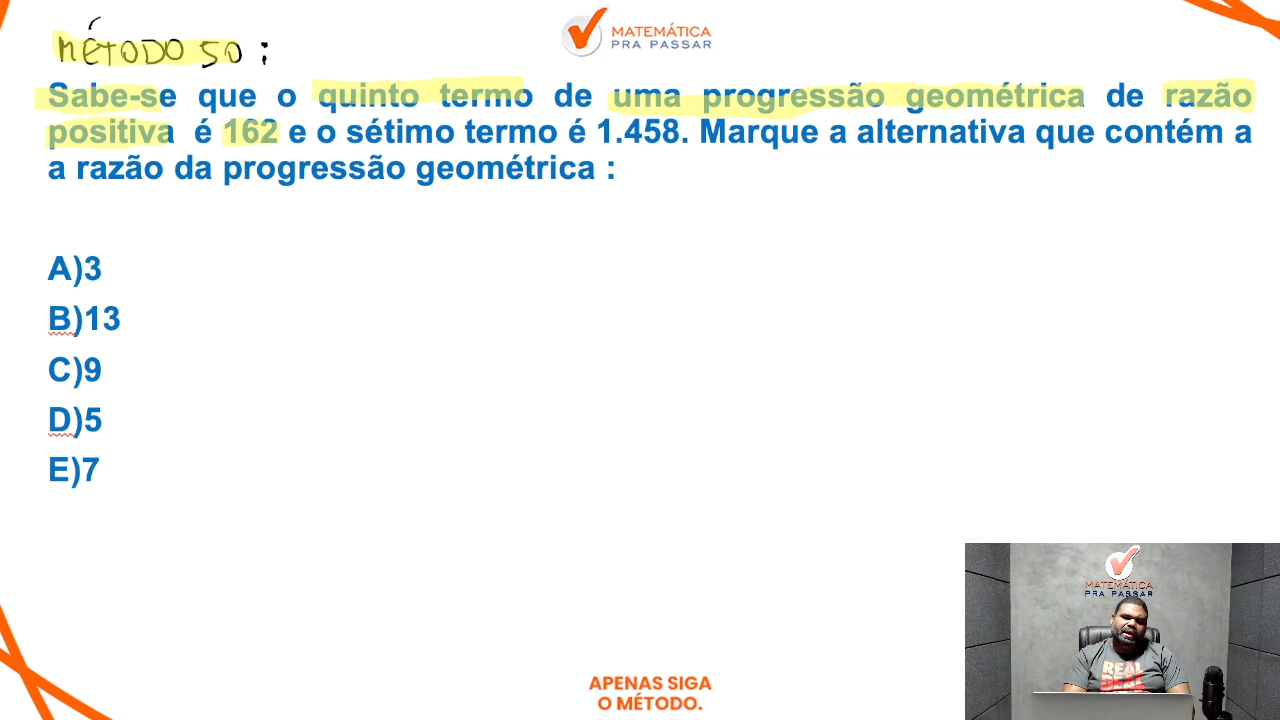 MÉTODO 50 :
MATEMÁTICA
PRA PASSAR
Sabe-se que o quinto termo de uma progressão geométrica de razão
positiva é 162 e o sétimo termo é 1.458. Marque a alternativa que contém a
a razão da progressão geométrica :
A)3
B)13
C)9
D)5
E)7
MATEMÁTICA
PRA PASSAR
REAL
DEAL
APENAS SIGA
O MÉTODO.